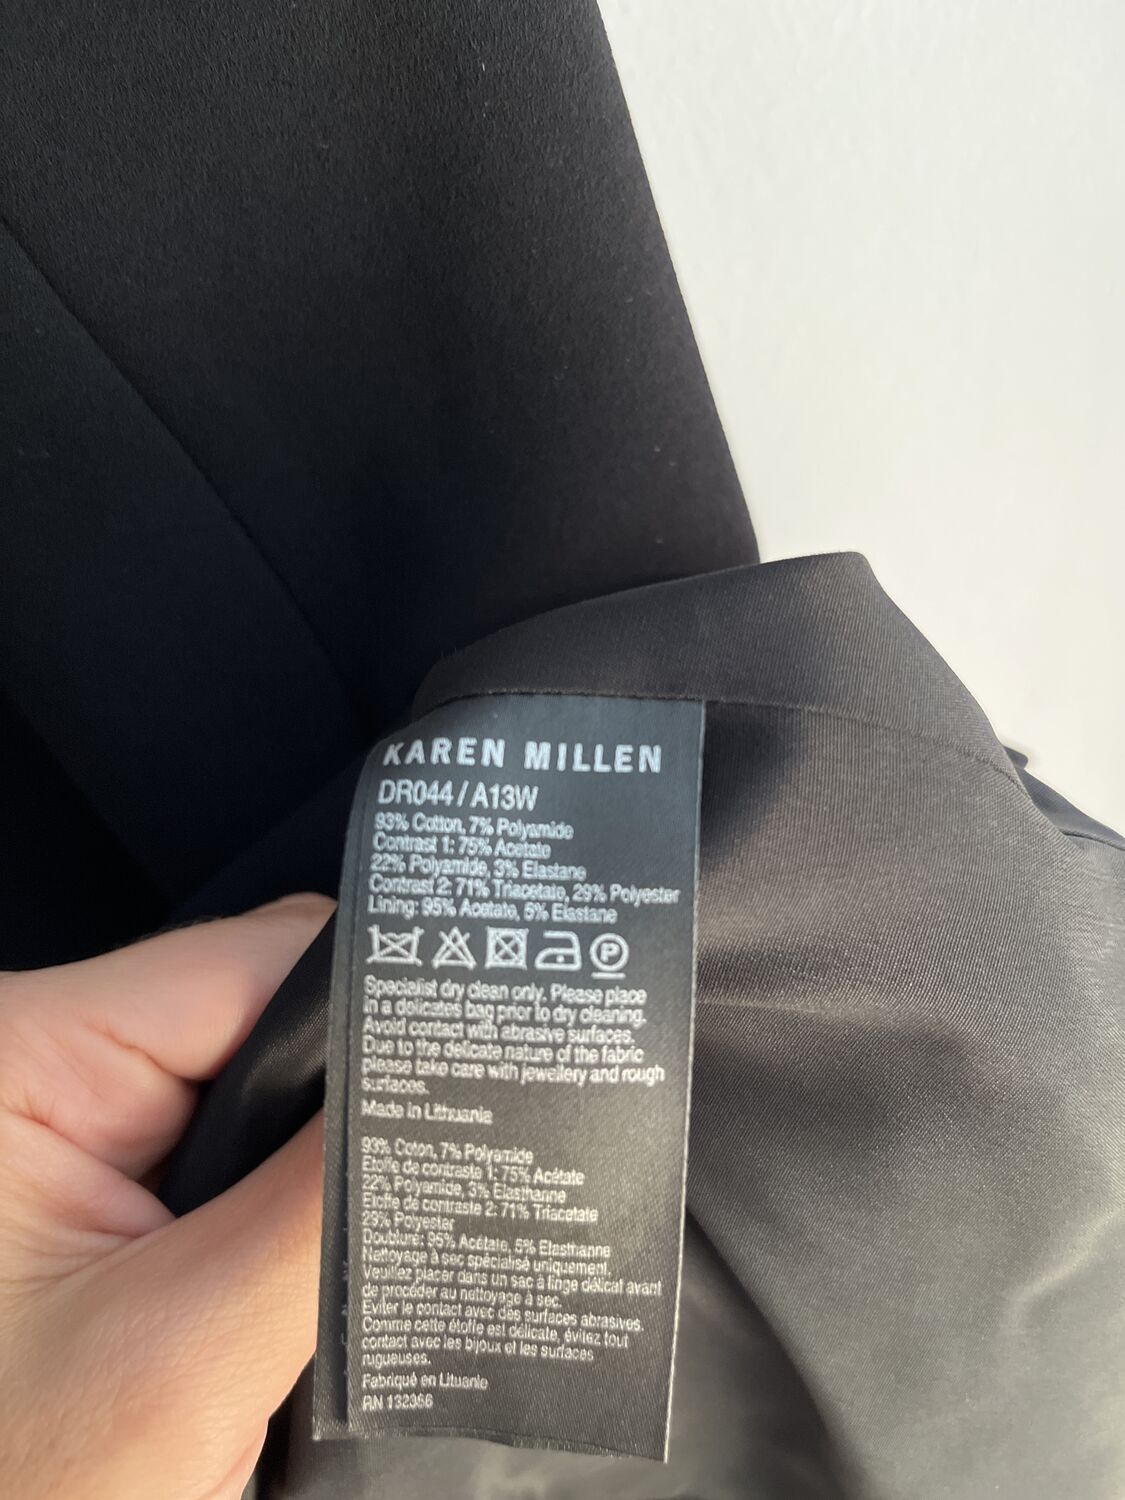 KAREN MILLEN
DR044 / A13W
93% Cotton, 7% Polyamide
Contrast 1: 75% Acetate
22% Polyamide, 3% Elastane
Contrast 2: 71% Triacetate, 29% Polyester
Lining: 95% Acetate, 5% Elastane
P
Specialist dry clean only. Please place
in a delicates bag prior to dry cleaning.
Avoid contact with abrasive surfaces.
Due to the delicate nature of the fabric
please take care with jewellery and rough
surfaces.
Made in Lithuania
93% Coton, 7% Polyamide
Etoffe de contraste 1: 75% Acétate
22% Polyamide, 3% Elasthanne
Etoffe de contraste 2: 71% Triacetate
29% Polyester
Doublure: 95% Acétate, 5% Elasthanne
Nettoyage à sec spécialisé uniquement.
Veuillez placer dans un sac à linge délicat avant
de procéder au nettoyage à sec.
Eviter le contact avec des surfaces abrasives.
Comme cette étoffe est délicate, évitez tout
contact avec les bijoux et les surfaces
rugueuses.
Fabriqué en Lituanie
RN 132366